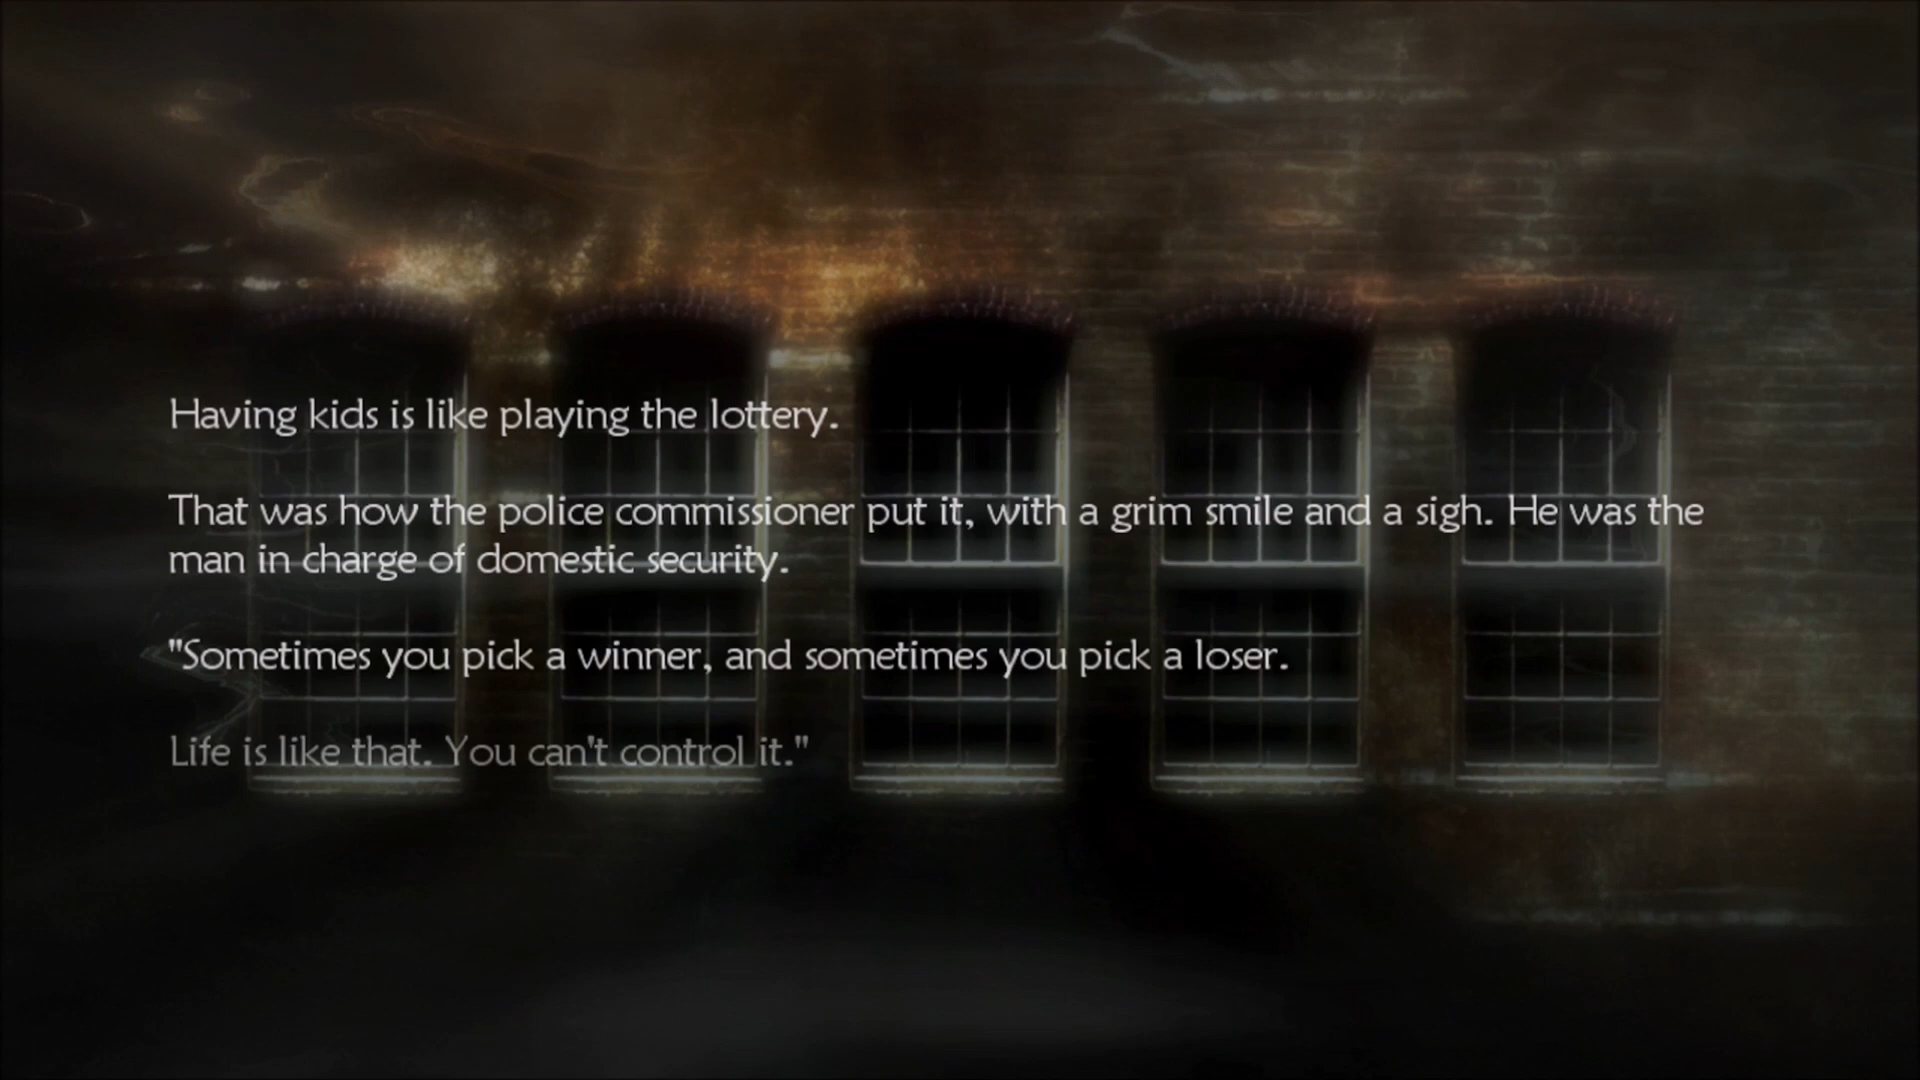 Having kids is like playing the lottery.
That was how the police commissioner put it, with a grim smile and a sigh. He was the
man in charge of domestic security.
"Sometimes you pick a winner, and sometimes you pick a loser.
Life is like that. You can't control it."